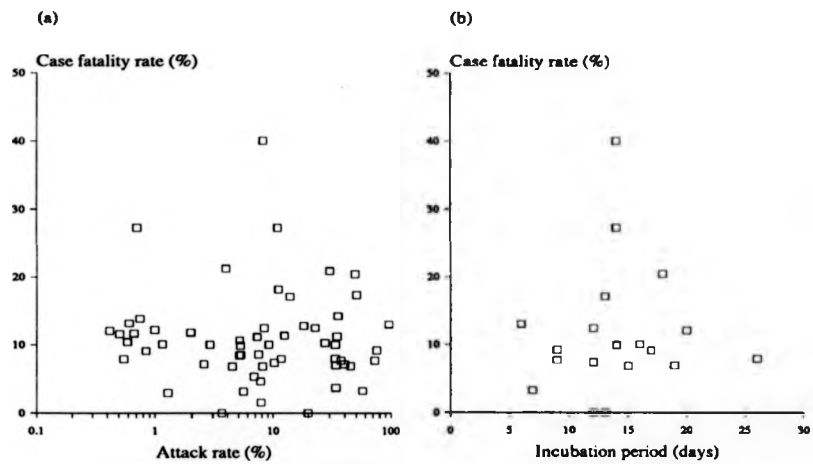 (a)
Case fatality rate (%)
50
40
30
20
10
0
0.1 1 10 100
Attack rate (%)
(b)
Case fatality rate (%)
50
40
30
20
10
0
0 5 10 15 20 25 30
Incubation period (days)